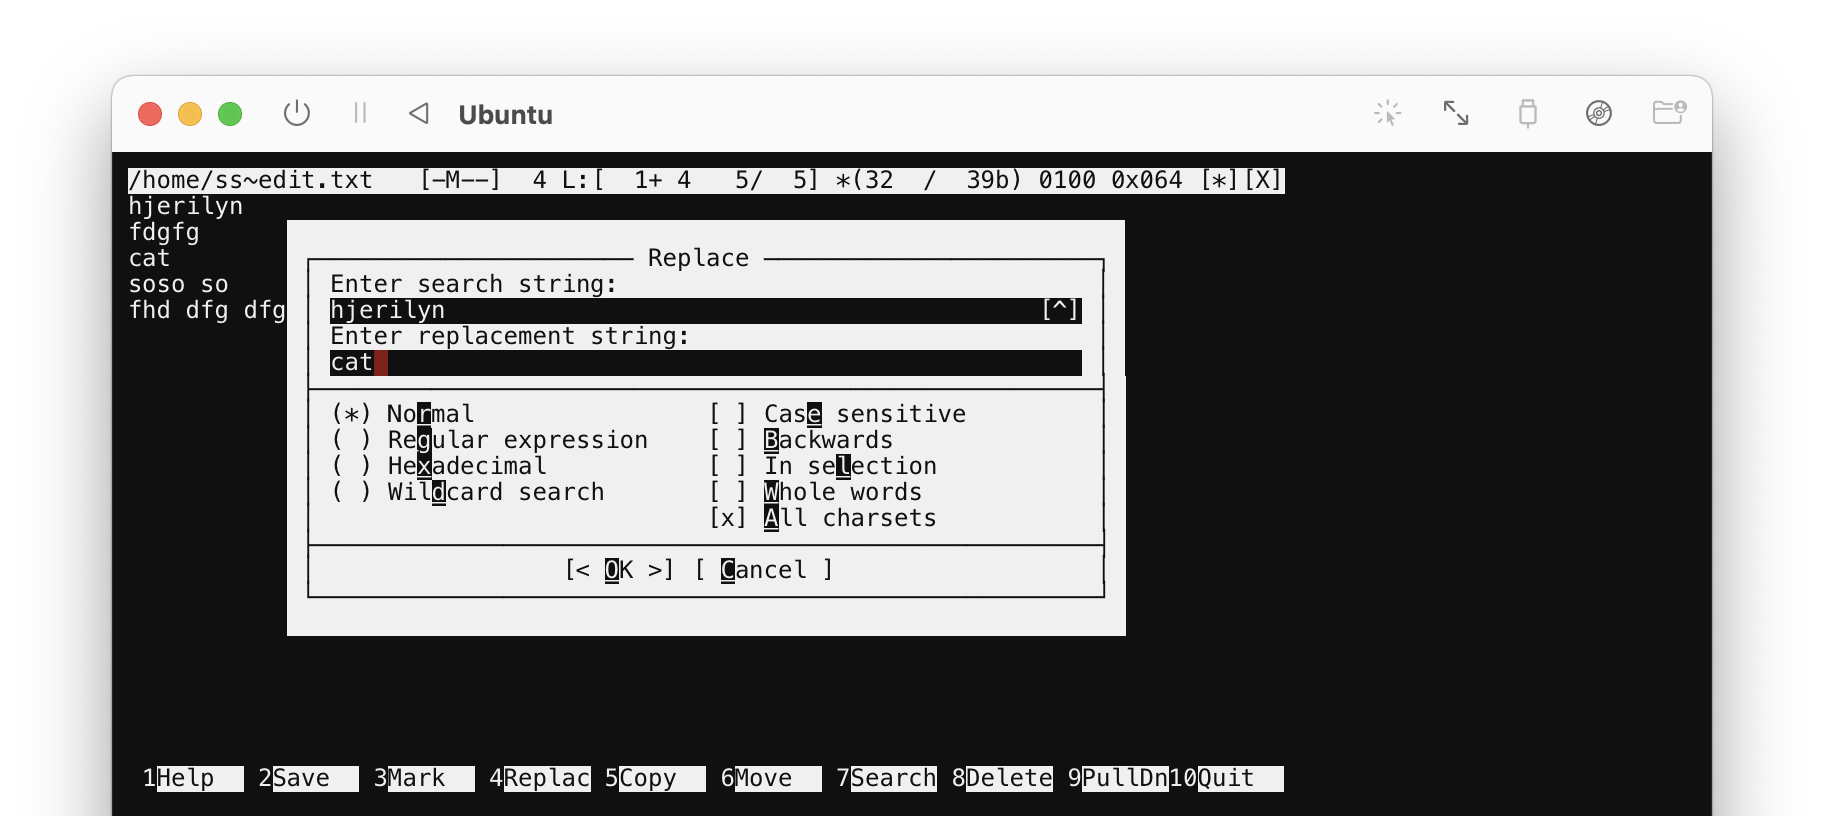 Ubuntu
/home/ss~edit.txt   [-M--]  4 L:[  1+ 4   5/  5] *(32  /  39b) 0100 0x064 [*][X]
hjerilyn
fdgfg
cat
soso so
fhd dfg dfg
Replace
Enter search string:
hjerilyn [^]
Enter replacement string:
cat
(*) Normal [ ] Case sensitive
( ) Regular expression [ ] Backwards
( ) Hexadecimal [ ] In selection
( ) Wildcard search [ ] Whole words
[x] All charsets
[< OK >] [ Cancel ]
1Help 2Save 3Mark 4Replac 5Copy 6Move 7Search 8Delete 9PullDn10Quit